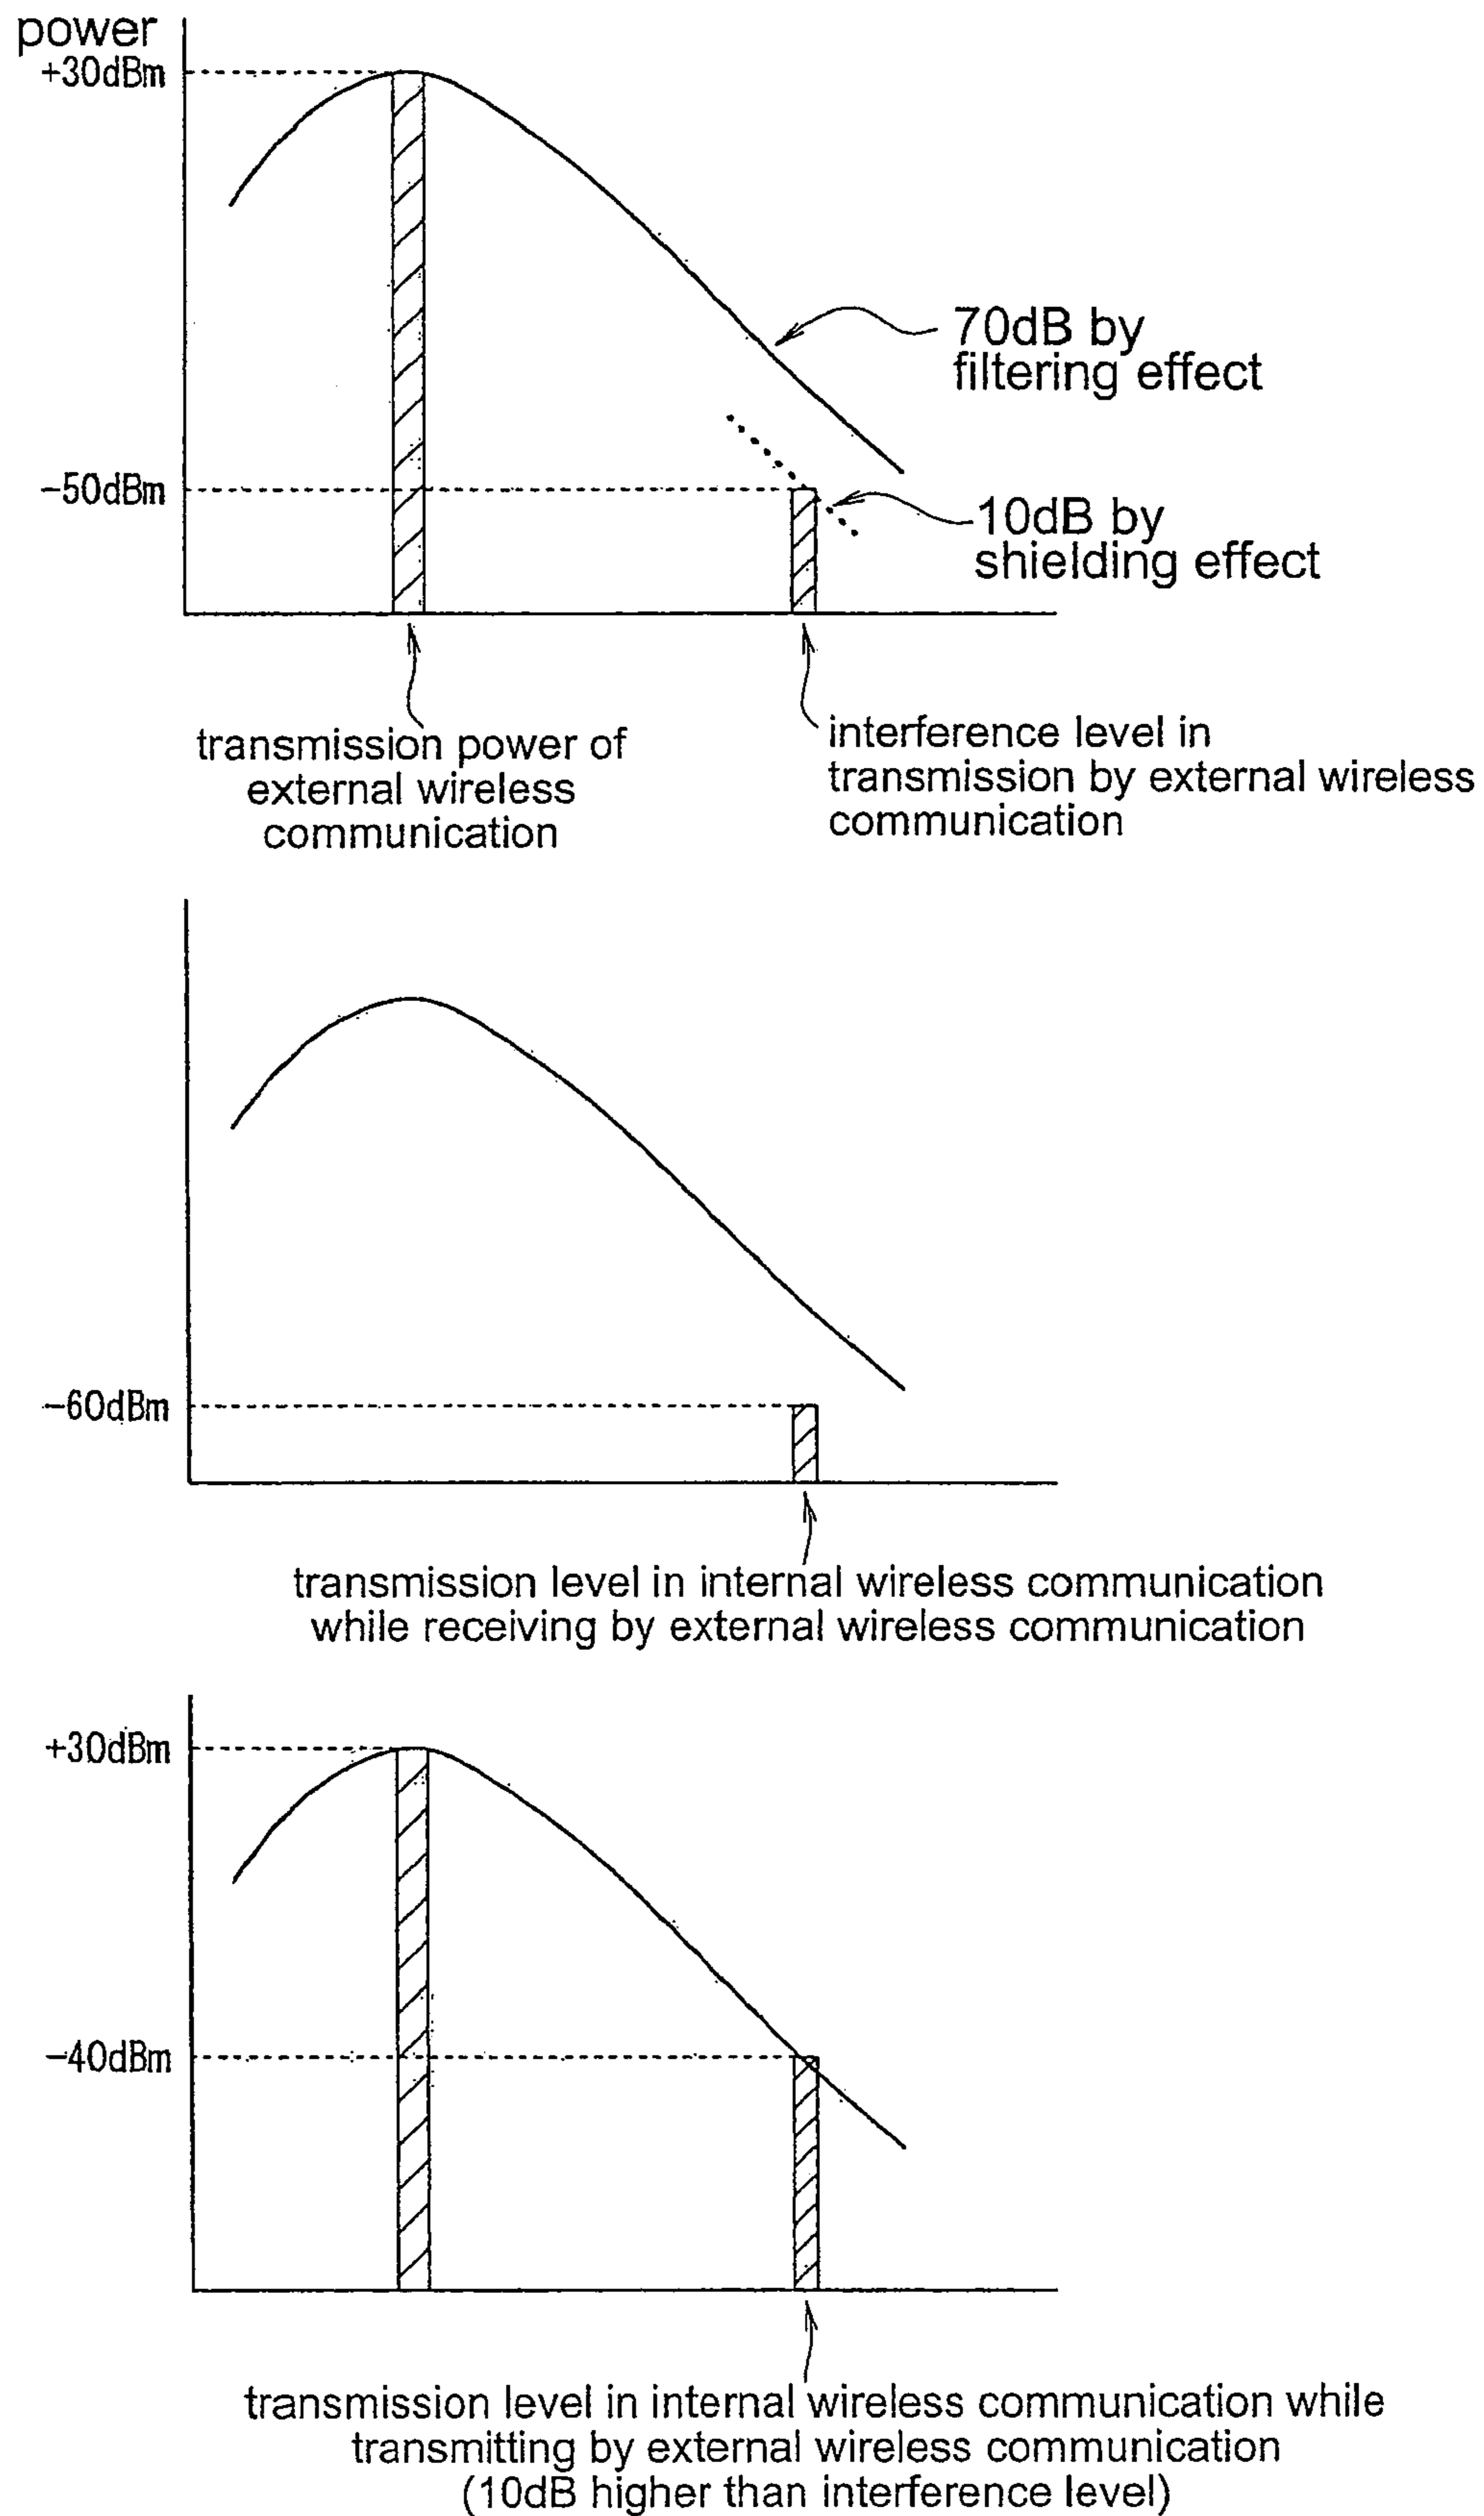 power
+30dBm
70dB by
filtering effect
-50dBm
10dB by
shielding effect
transmission power of
external wireless
communication
interference level in
transmission by external wireless
communication
-60dBm
transmission level in internal wireless communication
while receiving by external wireless communication
+30dBm
-40dBm
transmission level in internal wireless communication while
transmitting by external wireless communication
(10dB higher than interference level)